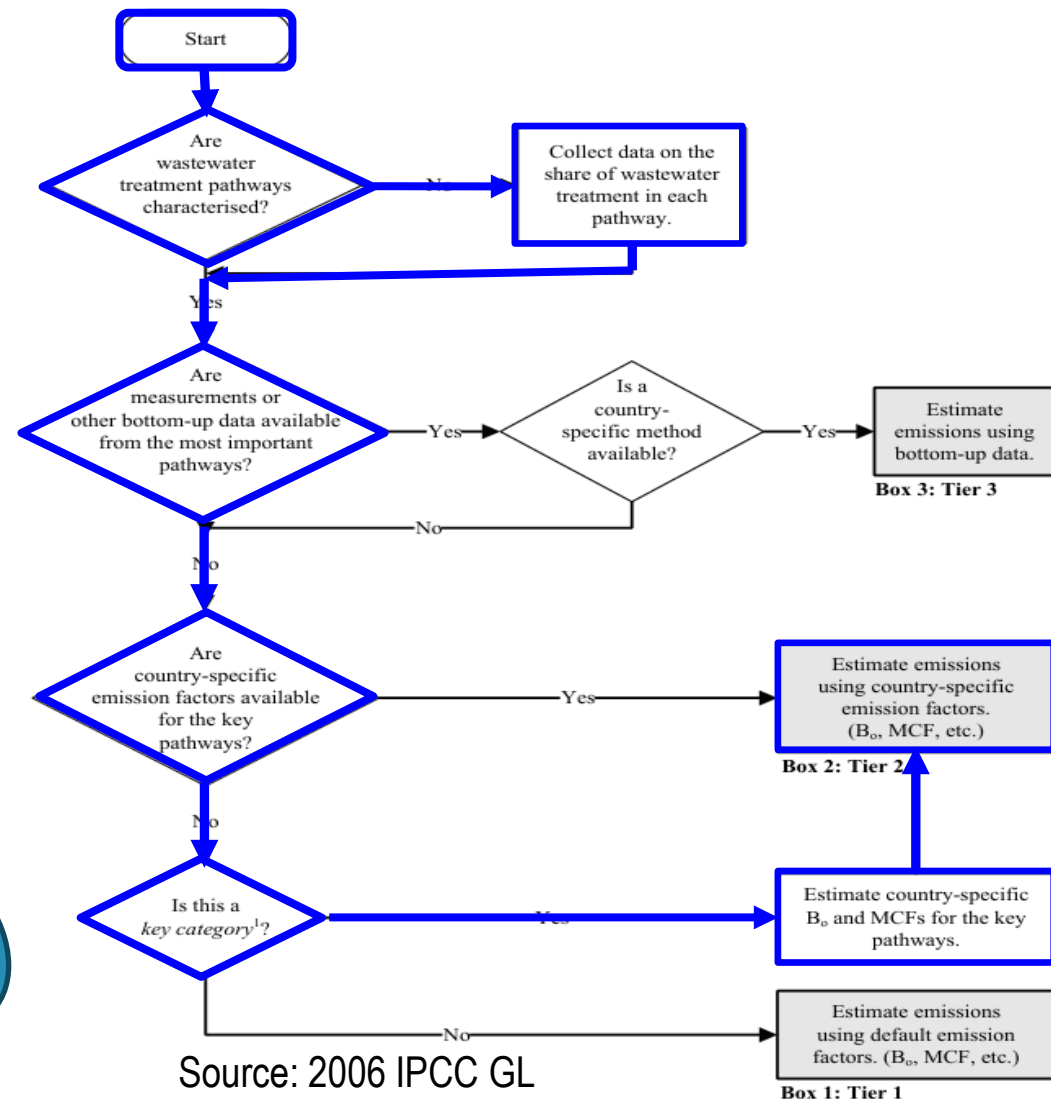 Start
Are
wastewater
treatment pathways
characterised?
No
Collect data on the
share of wastewater
treatment in each
pathway.
Yes
Are
measurements or
other bottom-up data available
from the most important
pathways?
Yes
Is a
country-
specific method
available?
Yes
Estimate
emissions using
bottom-up data.
Box 3: Tier 3
No
No
Are
country-specific
emission factors available
for the key
pathways?
Yes
Estimate emissions
using country-specific
emission factors.
(Bₒ, MCF, etc.)
Box 2: Tier 2
No
Is this a
key category¹?
Yes
Estimate country-specific
Bₒ and MCFs for the key
pathways.
No
Estimate emissions
using default emission
factors. (Bₒ, MCF, etc.)
Box 1: Tier 1
Source: 2006 IPCC GL